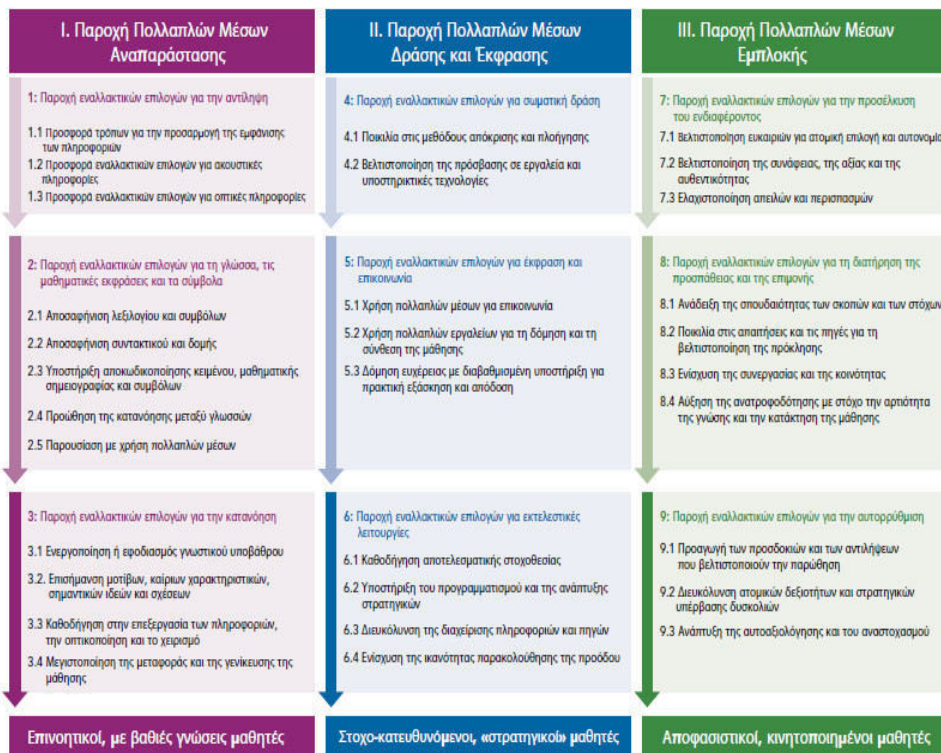 I. Παροχή Πολλαπλών Μέσων
Αναπαράστασης
1: Παροχή εναλλακτικών επιλογών για την αντίληψη
1.1 Προσφορά τρόπων για την προσαρμογή της εμφάνισης
των πληροφοριών
1.2 Προσφορά εναλλακτικών επιλογών για ακουστικές
πληροφορίες
1.3 Προσφορά εναλλακτικών επιλογών για οπτικές πληροφορίες
2: Παροχή εναλλακτικών επιλογών για τη γλώσσα, τις
μαθηματικές εκφράσεις και τα σύμβολα
2.1 Αποσαφήνιση λεξιλογίου και συμβόλων
2.2 Αποσαφήνιση συντακτικού και δομής
2.3 Υποστήριξη αποκωδικοποίησης κειμένου, μαθηματικής
σημειογραφίας και συμβόλων
2.4 Προώθηση της κατανόησης μεταξύ γλωσσών
2.5 Παρουσίαση με χρήση πολλαπλών μέσων
3: Παροχή εναλλακτικών επιλογών για την κατανόηση
3.1 Ενεργοποίηση ή εφοδιασμός γνωστικού υποβάθρου
3.2. Επισήμανση μοτίβων, καίριων χαρακτηριστικών,
σημαντικών ιδεών και σχέσεων
3.3 Καθοδήγηση στην επεξεργασία των πληροφοριών,
την οπτικοποίηση και το χειρισμό
3.4 Μεγιστοποίηση της μεταφοράς και της γενίκευσης της
μάθησης
Επινοητικοί, με βαθιές γνώσεις μαθητές
II. Παροχή Πολλαπλών Μέσων
Δράσης και Έκφρασης
4: Παροχή εναλλακτικών επιλογών για σωματική δράση
4.1 Ποικιλία στις μεθόδους απόκρισης και πλοήγησης
4.2 Βελτιστοποίηση της πρόσβασης σε εργαλεία και
υποστηρικτικές τεχνολογίες
5: Παροχή εναλλακτικών επιλογών για έκφραση και
επικοινωνία
5.1 Χρήση πολλαπλών μέσων για επικοινωνία
5.2 Χρήση πολλαπλών εργαλείων για τη δόμηση και τη
σύνθεση της μάθησης
5.3 Δόμηση ευχέρειας με διαβαθμισμένη υποστήριξη για
πρακτική εξάσκηση και απόδοση
6: Παροχή εναλλακτικών επιλογών για εκτελεστικές
λειτουργίες
6.1 Καθοδήγηση αποτελεσματικής στοχοθεσίας
6.2 Υποστήριξη του προγραμματισμού και της ανάπτυξης
στρατηγικών
6.3 Διευκόλυνση της διαχείρισης πληροφοριών και πηγών
6.4 Ενίσχυση της ικανότητας παρακολούθησης της προόδου
Στοχο-κατευθυνόμενοι, «στρατηγικοί» μαθητές
III. Παροχή Πολλαπλών Μέσων
Εμπλοκής
7: Παροχή εναλλακτικών επιλογών για την προσέλκυση
του ενδιαφέροντος
7.1 Βελτιστοποίηση ευκαιριών για ατομική επιλογή και αυτονομία
7.2 Βελτιστοποίηση της συνάφειας, της αξίας και της
αυθεντικότητας
7.3 Ελαχιστοποίηση απειλών και περισπασμών
8: Παροχή εναλλακτικών επιλογών για τη διατήρηση της
προσπάθειας και της επιμονής
8.1 Ανάδειξη της σπουδαιότητας των σκοπών και των στόχων
8.2 Ποικιλία στις απαιτήσεις και τις πηγές για τη
βελτιστοποίηση της πρόκλησης
8.3 Ενίσχυση της συνεργασίας και της κοινότητας
8.4 Αύξηση της ανατροφοδότησης με στόχο την αρτιότητα
της γνώσης και την κατάκτηση της μάθησης
9: Παροχή εναλλακτικών επιλογών για την αυτορρύθμιση
9.1 Προαγωγή των προσδοκιών και των αντιλήψεων
που βελτιστοποιούν την παρώθηση
9.2 Διευκόλυνση ατομικών δεξιοτήτων και στρατηγικών
υπέρβασης δυσκολιών
9.3 Ανάπτυξη της αυτοαξιολόγησης και του αναστοχασμού
Αποφασιστικοί, κινητοποιημένοι μαθητές